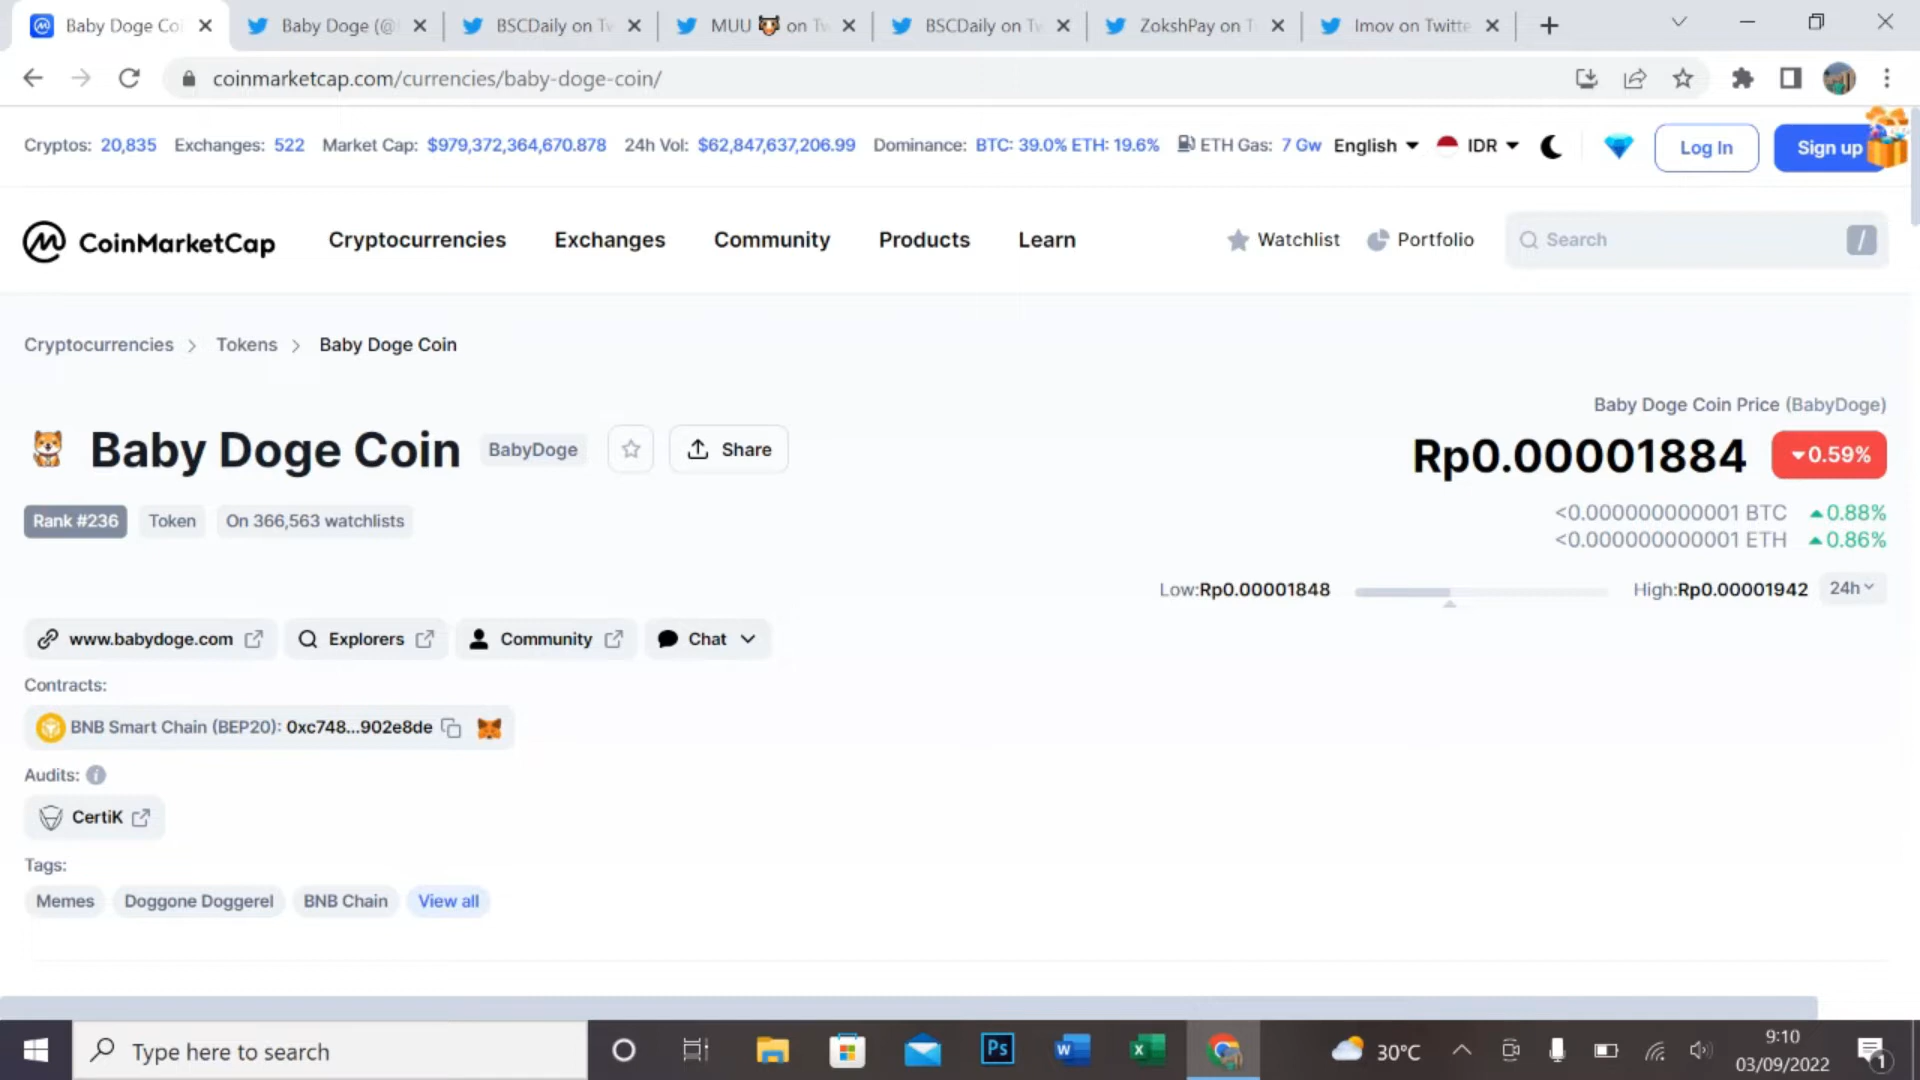 Baby Doge Co
Baby Doge (@
BSCDaily on Tw
MUU on Tw
BSCDaily on Tw
ZokshPay on T
Imov on Twitte
coinmarketcap.com/currencies/baby-doge-coin/
Cryptos: 20,835 Exchanges: 522 Market Cap: $979,372,364,670.878 24h Vol: $62,847,637,206.99 Dominance: BTC: 39.0% ETH: 19.6% ETH Gas: 7 Gw English IDR Log In Sign up
CoinMarketCap Cryptocurrencies Exchanges Community Products Learn Watchlist Portfolio Search /
Cryptocurrencies > Tokens > Baby Doge Coin
Baby Doge Coin Price (BabyDoge)
Baby Doge Coin BabyDoge Share
Rp0.00001884 0.59%
Rank #236 Token On 366,563 watchlists
<0.000000000001 BTC 0.88%
<0.000000000001 ETH 0.86%
Low:Rp0.00001848 High:Rp0.00001942 24h
www.babydoge.com Explorers Community Chat
Contracts:
BNB Smart Chain (BEP20): 0xc748...902e8de
Audits:
CertiK
Tags:
Memes Doggone Doggerel BNB Chain View all
Type here to search
Ps
W
X
30°C
9:10
03/09/2022
1